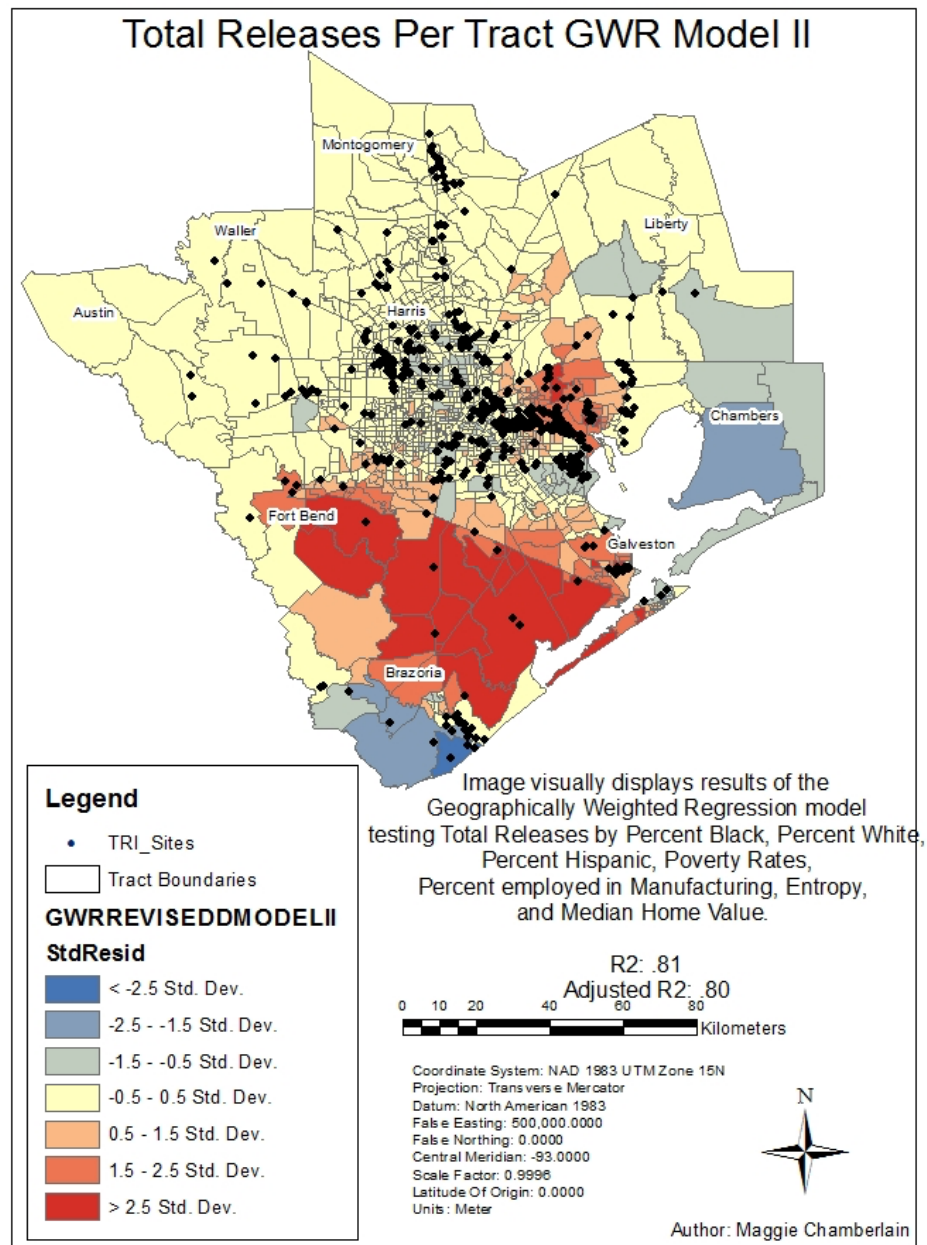 Total Releases Per Tract GWR Model II
Montogomery
Liberty
Waller
Austin
Harris
Chambers
Fort Bend
Galveston
Brazoria
Image visually displays results of the
Geographically Weighted Regression model
testing Total Releases by Percent Black, Percent White,
Percent Hispanic, Poverty Rates,
Percent employed in Manufacturing, Entropy,
and Median Home Value.
R2: .81
Adjusted R2: .80
0 10 20 40 60 80
Kilometers
Legend
TRI_Sites
Tract Boundaries
GWRREVISEDDMODELII
StdResid
< -2.5 Std. Dev.
-2.5 - -1.5 Std. Dev.
-1.5 - -0.5 Std. Dev.
-0.5 - 0.5 Std. Dev.
0.5 - 1.5 Std. Dev.
1.5 - 2.5 Std. Dev.
> 2.5 Std. Dev.
Coordinate System: NAD 1983 UTM Zone 15N
Projection: Transverse Mercator
Datum: North American 1983
False Easting: 500,000.0000
False Northing: 0.0000
Central Meridian: -93.0000
Scale Factor: 0.9996
Latitude Of Origin: 0.0000
Units: Meter
N
Author: Maggie Chamberlain